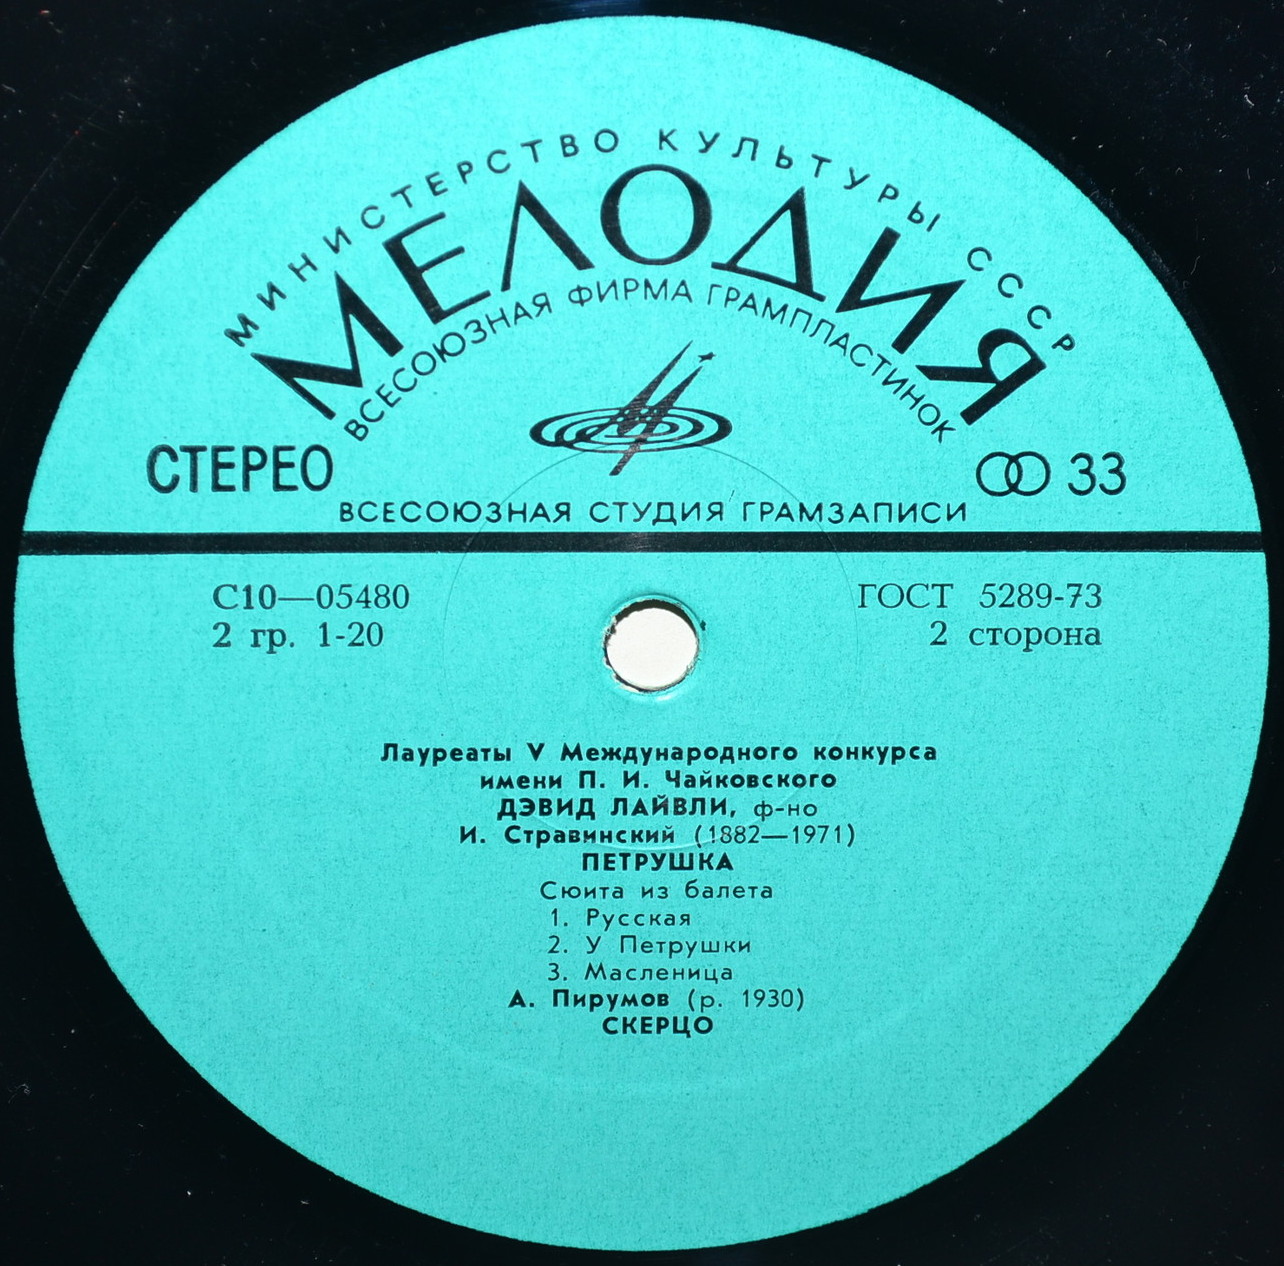 МИНИСТЕРСТВО КУЛЬТУРЫ СССР
МЕЛОДИЯ
ВСЕСОЮЗНАЯ ФИРМА ГРАМПЛАСТИНОК
СТЕРЕО
33
ВСЕСОЮЗНАЯ СТУДИЯ ГРАМЗАПИСИ
С10—05480
ГОСТ 5289-73
2 гр. 1-20
2 сторона
Лауреаты V Международного конкурса
имени П. И. Чайковского
ДЭВИД ЛАЙВЛИ, ф-но
И. Стравинский (1882—1971)
ПЕТРУШКА
Сюита из балета
1. Русская
2. У Петрушки
3. Масленица
А. Пирумов (р. 1930)
СКЕРЦО